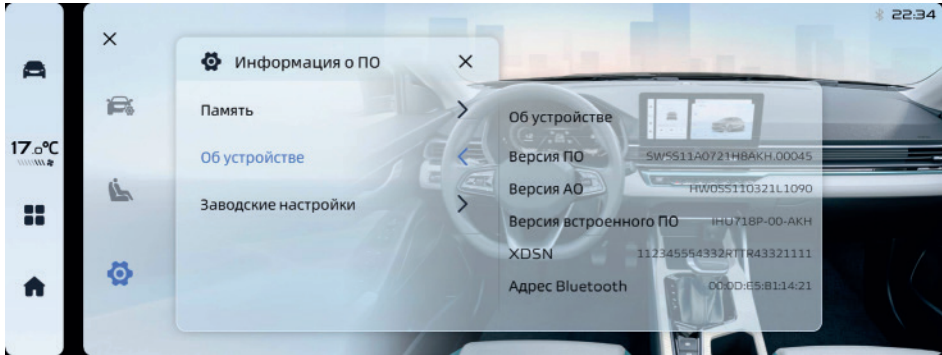 22:34
Информация о ПО
Память
Об устройстве
Заводские настройки
17.0°C
Об устройстве
Версия ПО SW5S11A0721H8AKH.00045
Версия АО HW05S110321L1090
Версия встроенного ПО IHU718P-00-AKH
XDSN 112345554332RTTR43321111
Адрес Bluetooth 00:0D:E5:B1:14:21